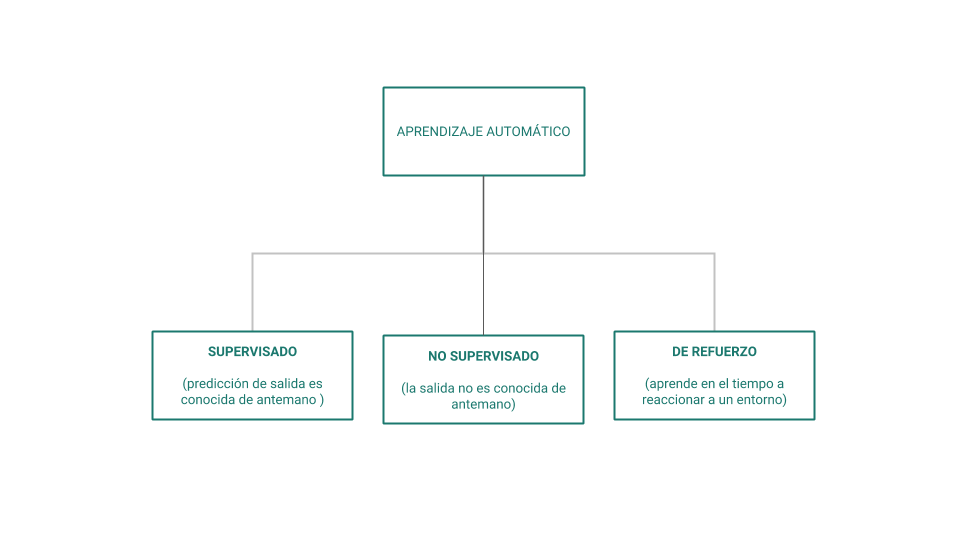 APRENDIZAJE AUTOMÁTICO
SUPERVISADO
(predicción de salida es
conocida de antemano )
NO SUPERVISADO
(la salida no es conocida de
antemano)
DE REFUERZO
(aprende en el tiempo a
reaccionar a un entorno)